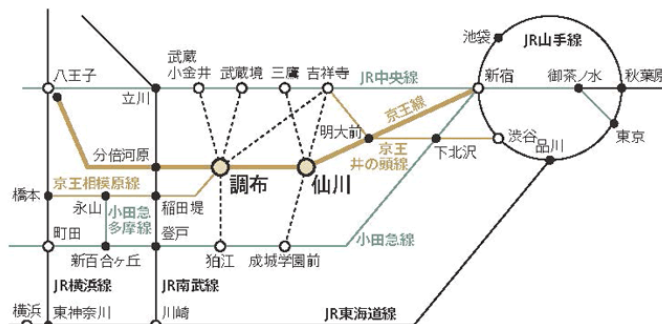 池袋
JR山手線
武蔵
小金井
武蔵境
三鷹
吉祥寺
八王子
立川
JR中央線
新宿
御茶ノ水
秋葉原
京王線
明大前
東京
渋谷
京王
井の頭線
下北沢
品川
分倍河原
調布
仙川
京王相模原線
橋本
永山
小田急
多摩線
稲田堤
町田
登戸
小田急線
新百合ヶ丘
狛江
成城学園前
JR横浜線
JR南武線
横浜
東神奈川
川崎
JR東海道線